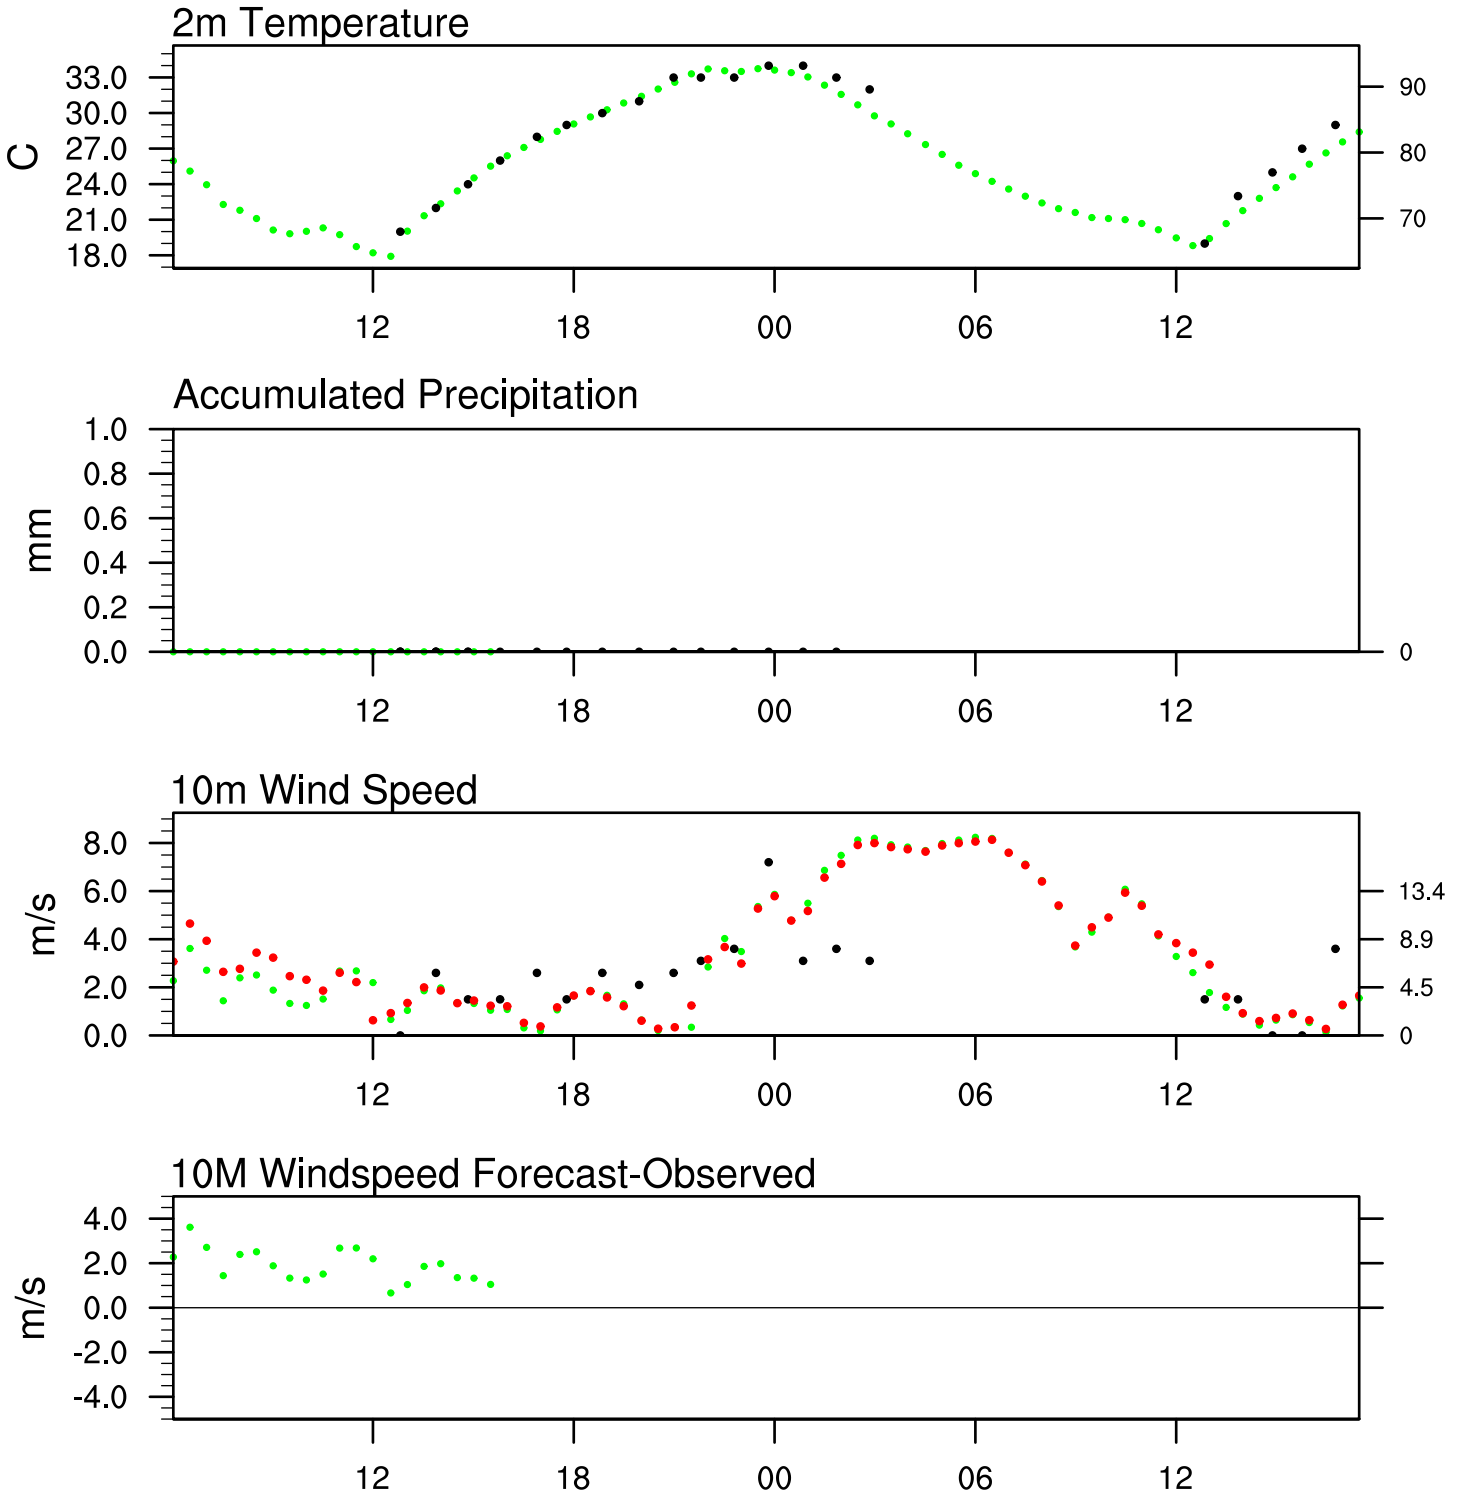 2m Temperature
33.0
30.0
27.0
24.0
21.0
18.0
C
90
80
70
12 18 00 06 12
Accumulated Precipitation
1.0
0.8
0.6
0.4
0.2
0.0
mm
0
12 18 00 06 12
10m Wind Speed
8.0
6.0
4.0
2.0
0.0
m/s
13.4
8.9
4.5
0
12 18 00 06 12
10M Windspeed Forecast-Observed
4.0
2.0
0.0
-2.0
-4.0
m/s
12 18 00 06 12